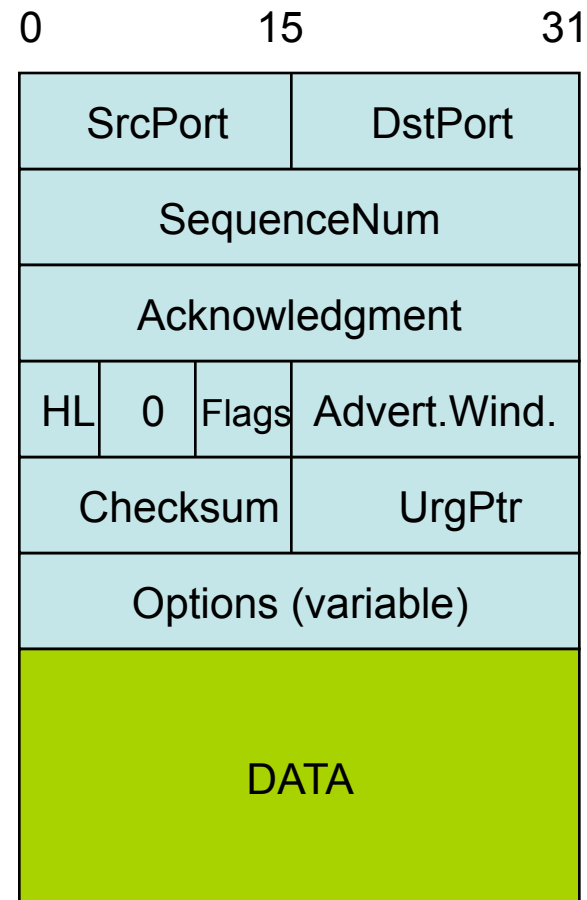 0 15 31
SrcPort DstPort
SequenceNum
Acknowledgment
HL 0 Flags Advert.Wind.
Checksum UrgPtr
Options (variable)
DATA